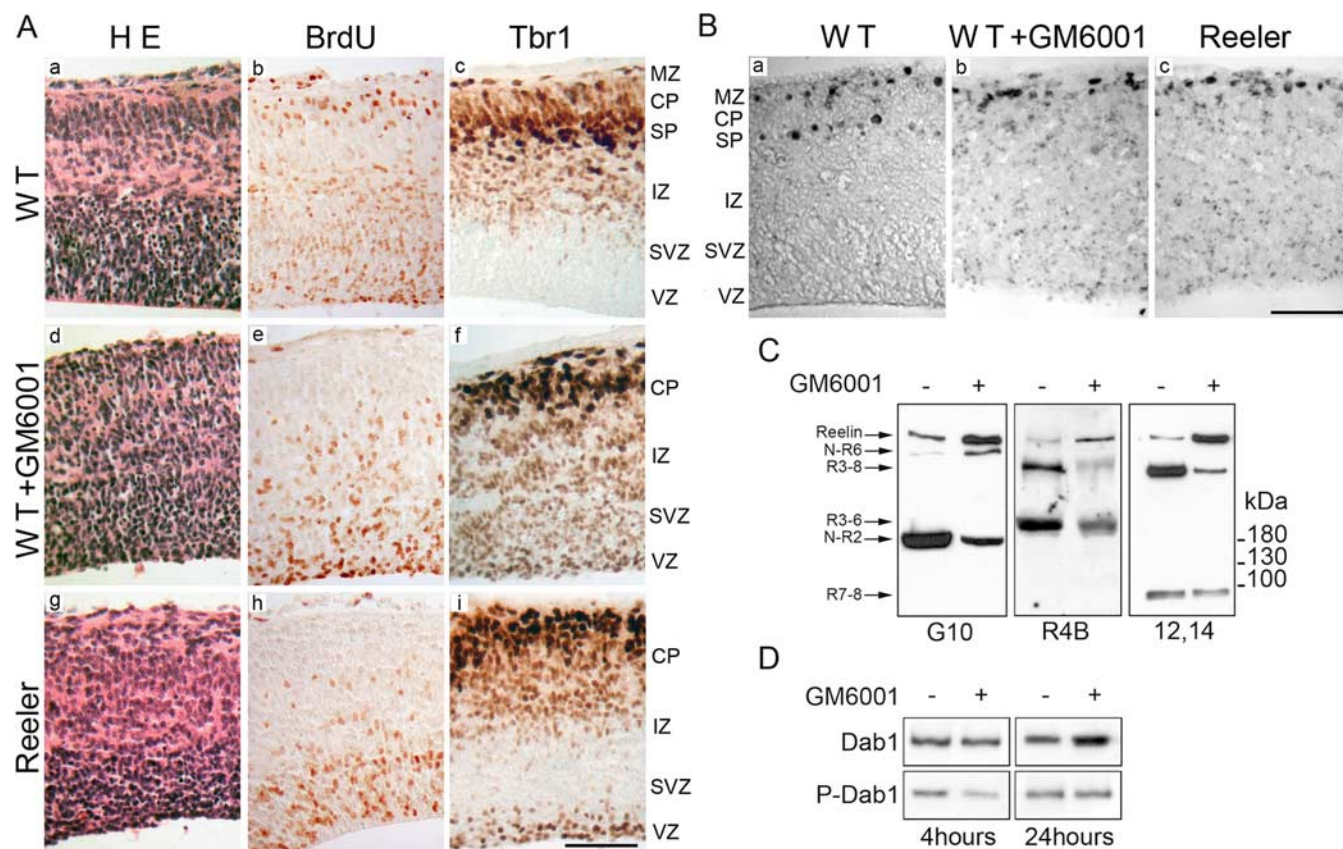 A
H E
BrdU
Tbr1
a
b
c
MZ
CP
SP
IZ
SVZ
VZ
W T
d
e
f
CP
IZ
SVZ
VZ
W T +GM6001
g
h
i
CP
IZ
SVZ
VZ
Reeler
B
W T
W T +GM6001
Reeler
a
b
c
MZ
CP
SP
IZ
SVZ
VZ
C
GM6001 - + - + - +
Reelin
N-R6
R3-8
R3-6
N-R2
R7-8
kDa
-180
-130
-100
G10
R4B
12,14
D
GM6001 - + - +
Dab1
P-Dab1
4hours
24hours